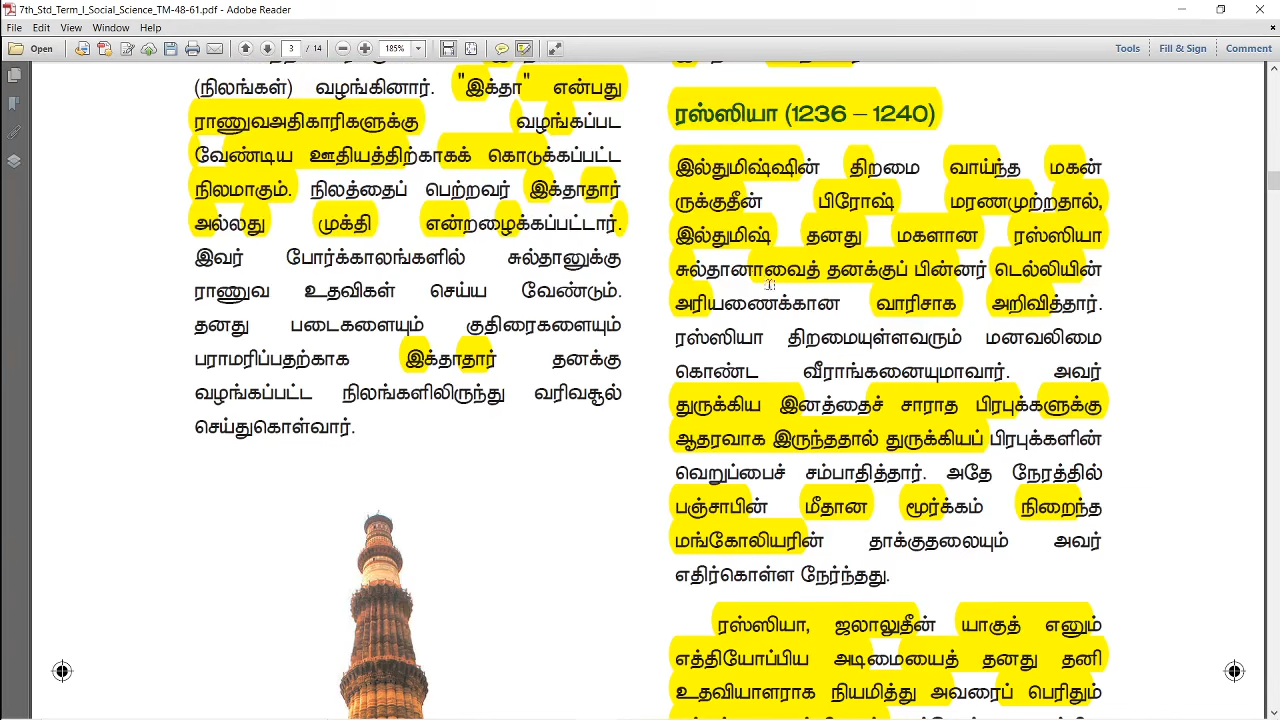 7th_Std_Term_I_Social_Science_TM-48-61.pdf - Adobe Reader
File Edit View Window Help
Open 3 / 14 185% Tools Fill & Sign Comment
(நிலங்கள்) வழங்கினார். "இக்தா" என்பது
ராணுவஅதிகாரிகளுக்கு வழங்கப்பட
வேண்டிய ஊதியத்திற்காகக் கொடுக்கப்பட்ட
நிலமாகும். நிலத்தைப் பெற்றவர் இக்தாதார்
அல்லது முக்தி என்றழைக்கப்பட்டார்.
இவர் போர்க்காலங்களில் சுல்தானுக்கு
ராணுவ உதவிகள் செய்ய வேண்டும்.
தனது படைகளையும் குதிரைகளையும்
பராமரிப்பதற்காக இக்தாதார் தனக்கு
வழங்கப்பட்ட நிலங்களிலிருந்து வரிவசூல்
செய்துகொள்வார்.
ரஸ்ஸியா (1236 – 1240)
இல்துமிஷ்ஷின் திறமை வாய்ந்த மகன்
ருக்குதீன் பிரோஷ் மரணமுற்றதால்,
இல்துமிஷ் தனது மகளான ரஸ்ஸியா
சுல்தானாவைத் தனக்குப் பின்னர் டெல்லியின்
அரியணைக்கான வாரிசாக அறிவித்தார்.
ரஸ்ஸியா திறமையுள்ளவரும் மனவலிமை
கொண்ட வீராங்கனையுமாவார். அவர்
துருக்கிய இனத்தைச் சாராத பிரபுக்களுக்கு
ஆதரவாக இருந்ததால் துருக்கியப் பிரபுக்களின்
வெறுப்பைச் சம்பாதித்தார். அதே நேரத்தில்
பஞ்சாபின் மீதான மூர்க்கம் நிறைந்த
மங்கோலியரின் தாக்குதலையும் அவர்
எதிர்கொள்ள நேர்ந்தது.
ரஸ்ஸியா, ஜலாலுதீன் யாகுத் எனும்
எத்தியோப்பிய அடிமையைத் தனது தனி
உதவியாளராக நியமித்து அவரைப் பெரிதும்